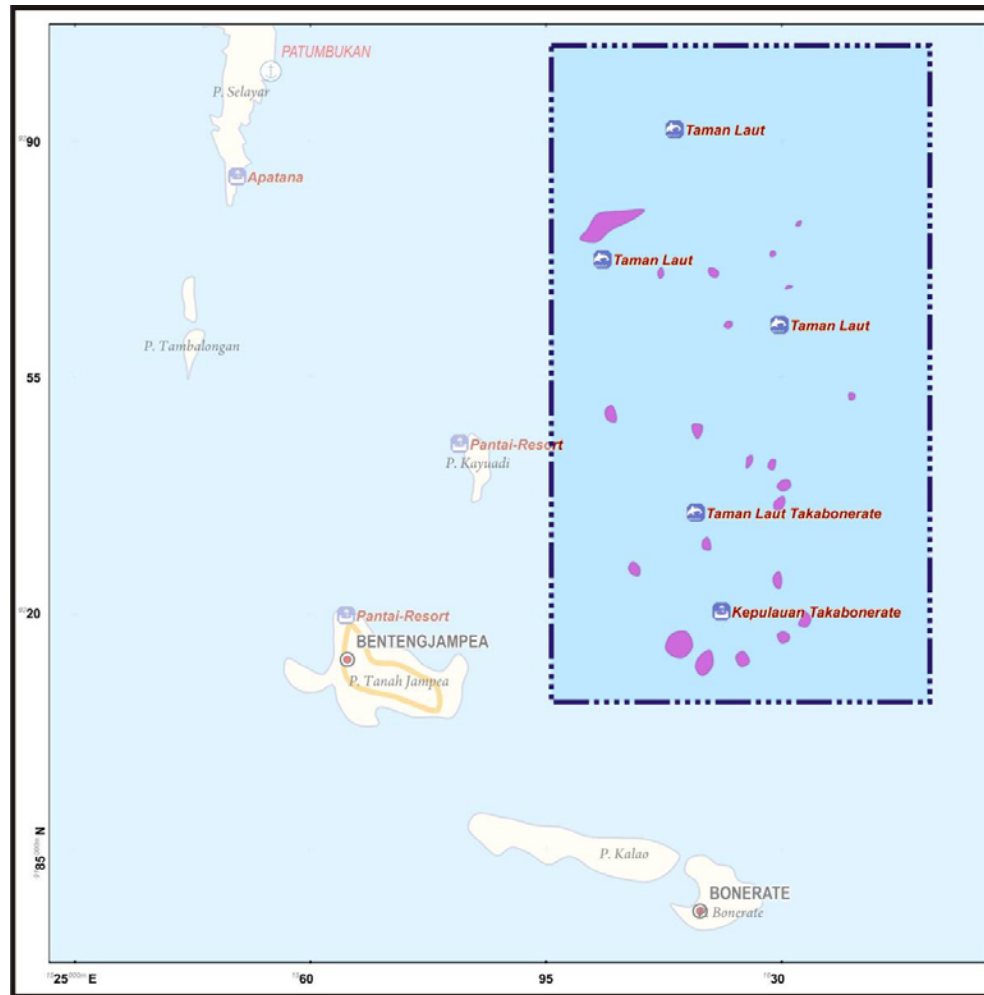 PATUMBUKAN
P. Selayar
Taman Laut
90
Apatana
Taman Laut
Taman Laut
P. Tambalongan
55
Pantai-Resort
P. Kayuadi
Taman Laut Takabonerate
20
Pantai-Resort
Kepulauan Takabonerate
BENTENGJAMPEA
P. Tanah Jampea
85 N
P. Kalao
BONERATE
Bonerate
25 E
60
95
30